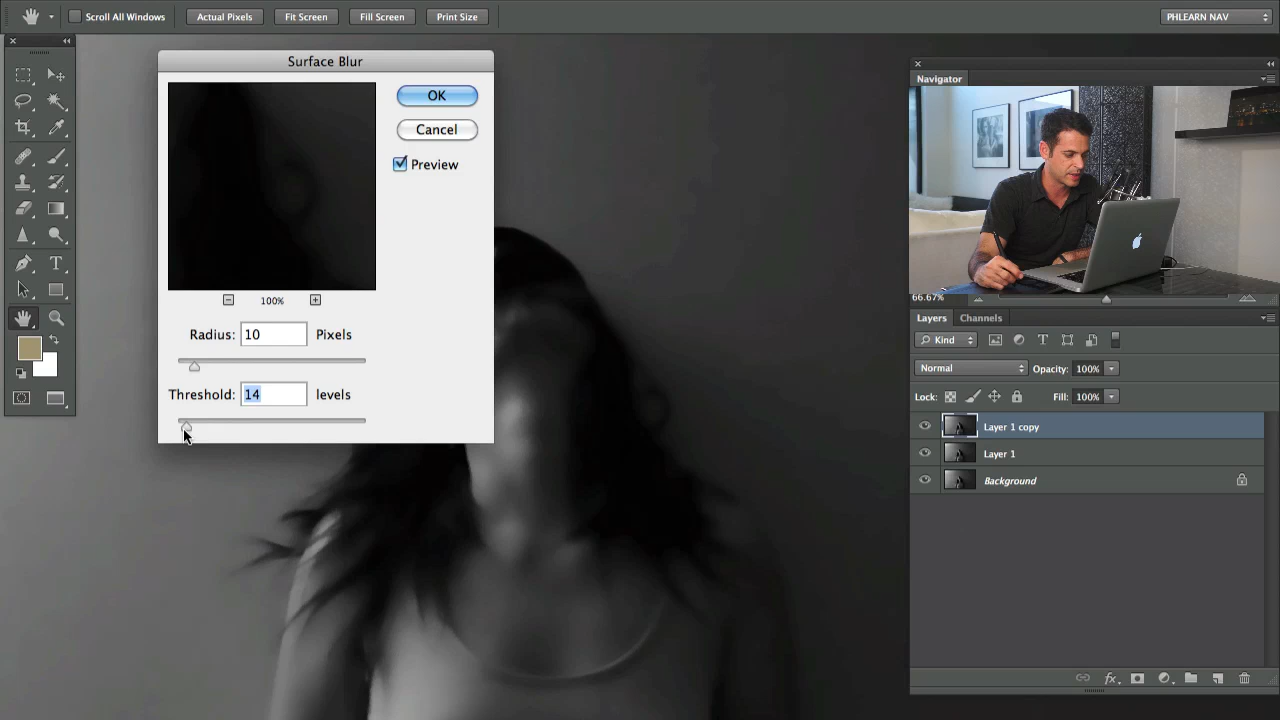 Scroll All Windows
Actual Pixels
Fit Screen
Fill Screen
Print Size
PHLEARN NAV
Surface Blur
OK
Cancel
Preview
100%
Radius: 10 Pixels
Threshold: 14 levels
Navigator
66.67%
Layers
Channels
Kind
T
Normal
Opacity: 100%
Lock:
Fill: 100%
Layer 1 copy
Layer 1
Background
fx
T